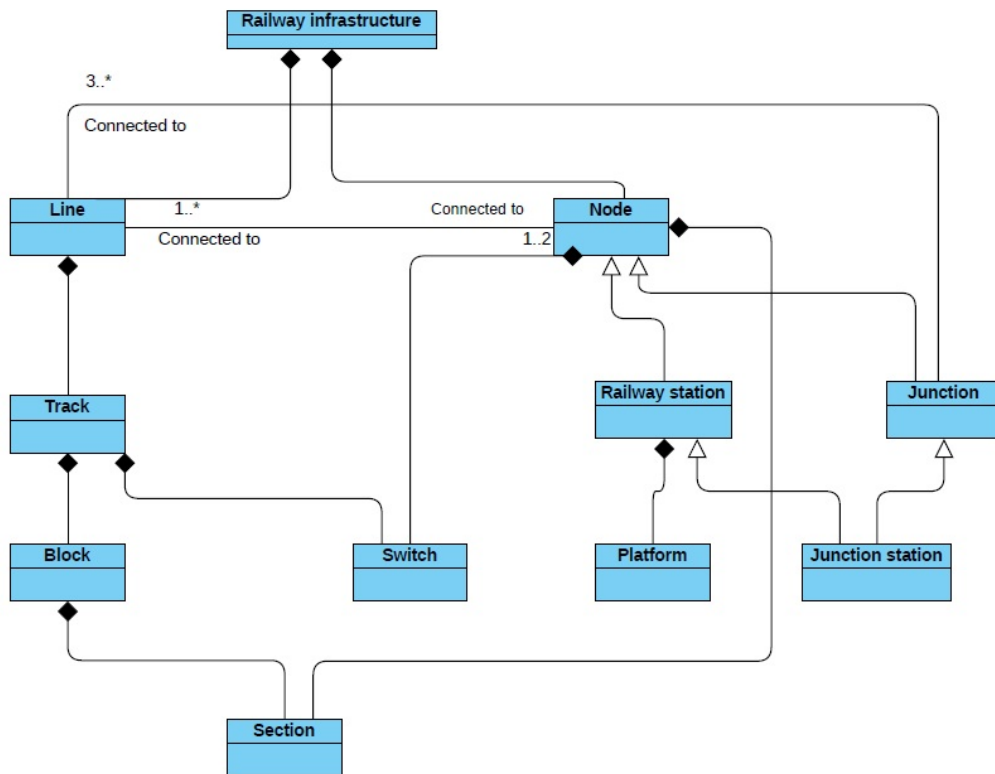 Railway infrastructure
3..*
Connected to
Line
1..*
Connected to
Node
Connected to
1..2
Track
Railway station
Junction
Block
Switch
Platform
Junction station
Section